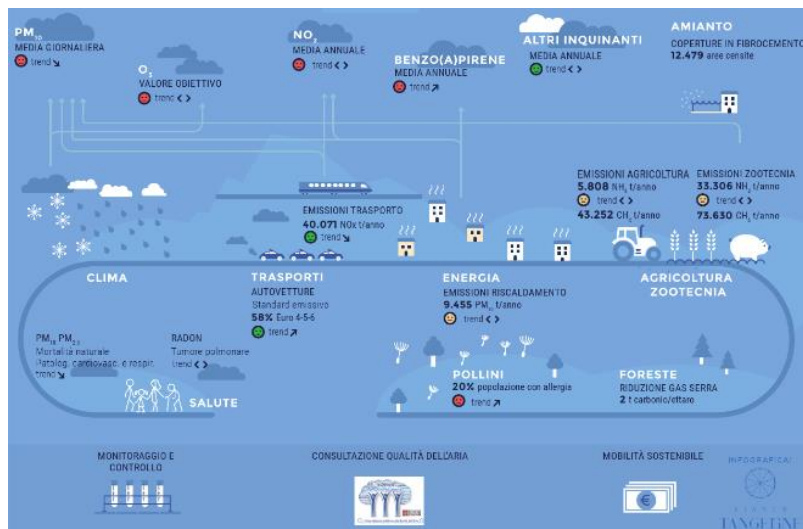 PM10
MEDIA GIORNALIERA
trend ↘
O3
VALORE OBIETTIVO
trend < >
NO2
MEDIA ANNUALE
trend < >
BENZO(A)PIRENE
MEDIA ANNUALE
trend ↗
ALTRI INQUINANTI
MEDIA ANNUALE
trend < >
AMIANTO
COPERTURE IN FIBROCEMENTO
12.479 aree censite
EMISSIONI TRASPORTO
40.071 NOx t/anno
trend ↘
EMISSIONI AGRICOLTURA
5.808 NH3 t/anno
trend < >
43.252 CH4 t/anno
EMISSIONI ZOOTECNIA
33.306 NH3 t/anno
trend < >
73.630 CH4 t/anno
CLIMA
TRASPORTI
AUTOVETTURE
Standard emissivo
58% Euro 4-5-6
trend ↗
ENERGIA
EMISSIONI RISCALDAMENTO
9.455 PM10 t/anno
trend < >
AGRICOLTURA
ZOOTECNIA
PM10 PM2.5
Mortalità naturale
Patolog. cardiovasc. e respir.
trend ↘
RADON
Tumore polmonare
trend < >
SALUTE
POLLINI
20% popolazione con allergia
trend ↗
FORESTE
RIDUZIONE GAS SERRA
2 t carbonio/ettaro
MONITORAGGIO E
CONTROLLO
CONSULTAZIONE QUALITÀ DELL'ARIA
MOBILITÀ SOSTENIBILE
INFOGRAFICA/
STUDIO
TANGERINE